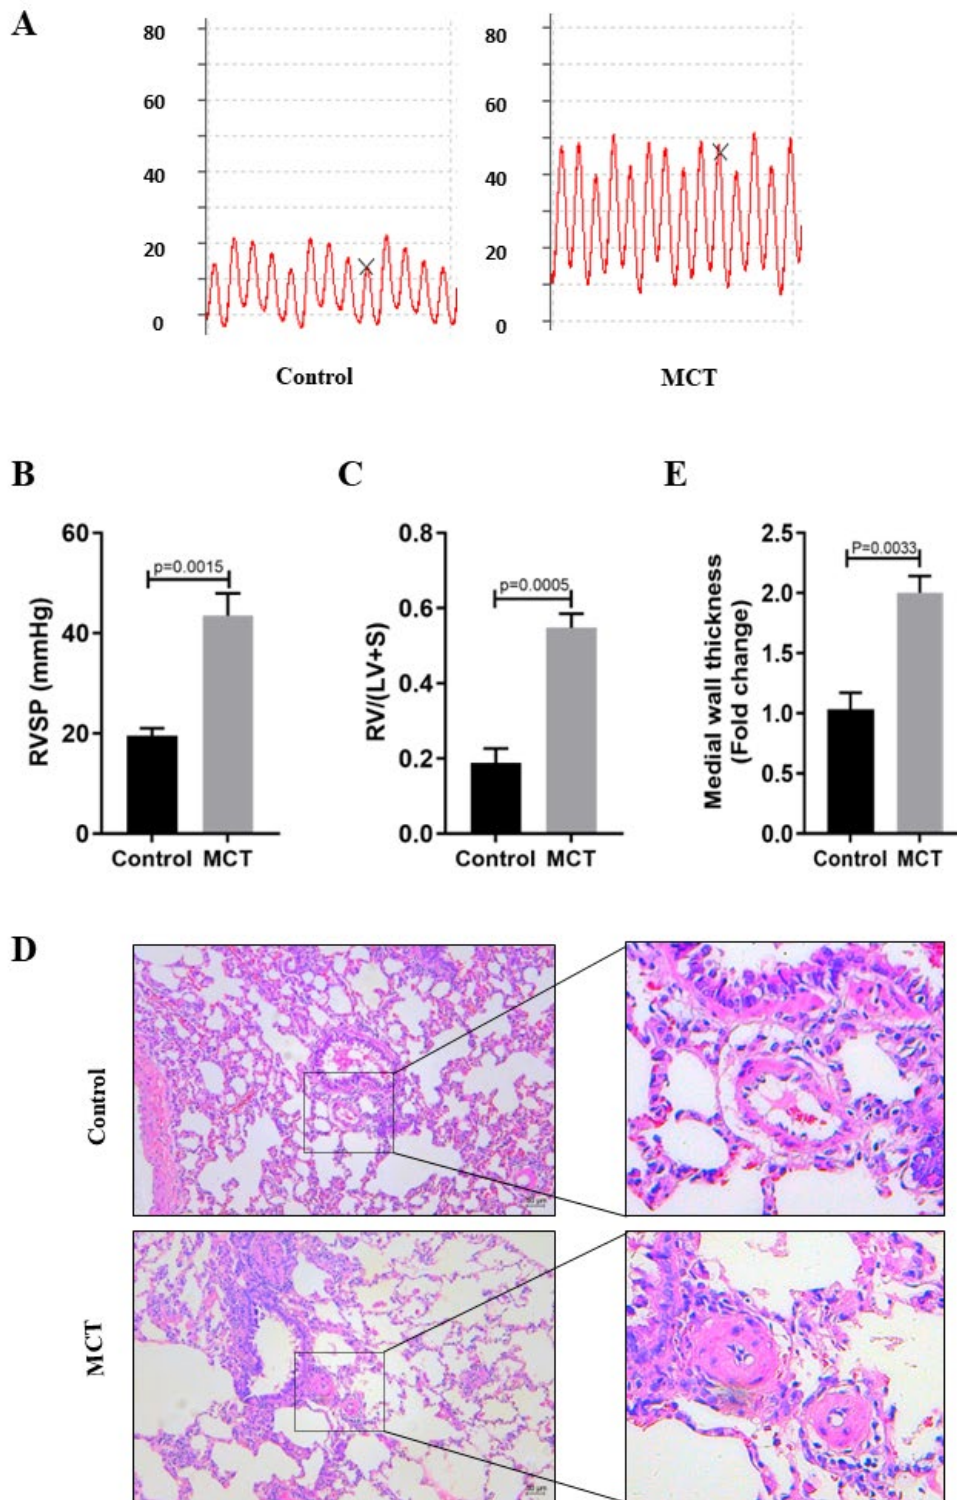 A
80
60
40
20
0
Control
80
60
40
20
0
MCT
B
RVSP (mmHg)
60
40
20
0
p=0.0015
Control MCT
C
RV/(LV+S)
0.8
0.6
0.4
0.2
0.0
p=0.0005
Control MCT
E
Medial wall thickness
(Fold change)
2.5
2.0
1.5
1.0
0.5
0.0
P=0.0033
Control MCT
D
Control
MCT